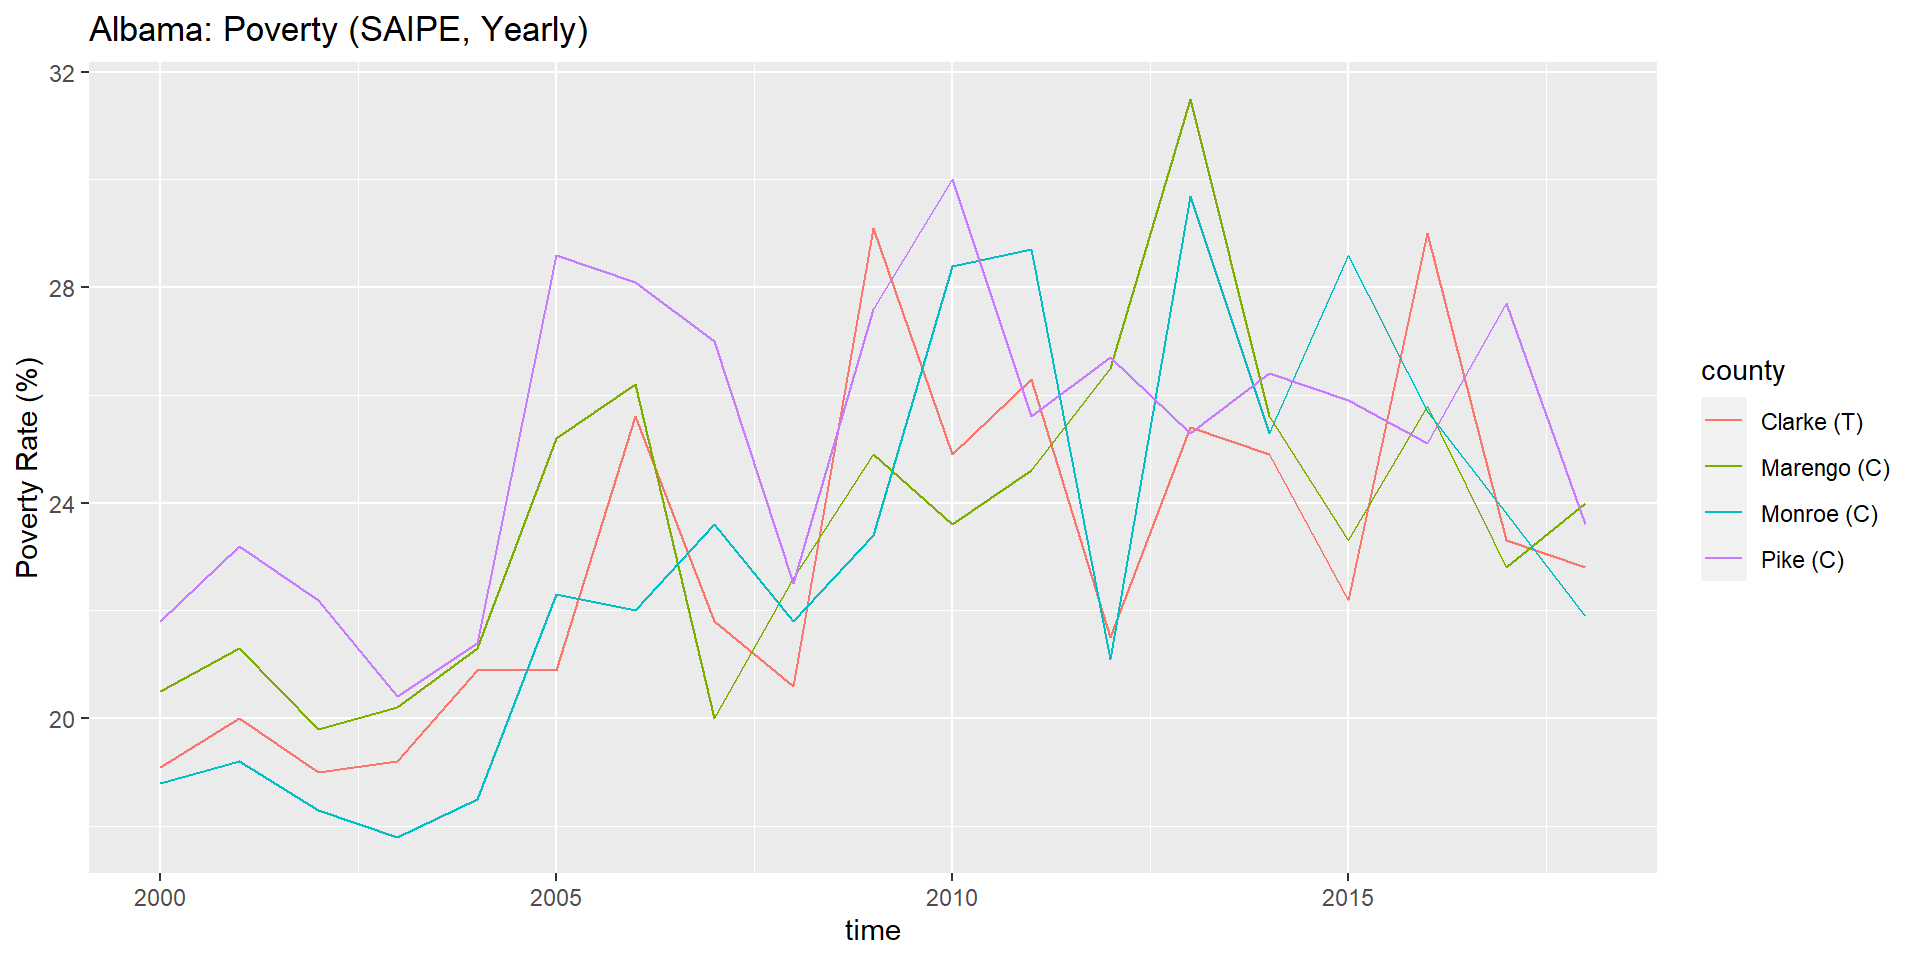 Albama: Poverty (SAIPE, Yearly)
Poverty Rate (%)
32
28
24
20
2000 2005 2010 2015
time
county
Clarke (T)
Marengo (C)
Monroe (C)
Pike (C)